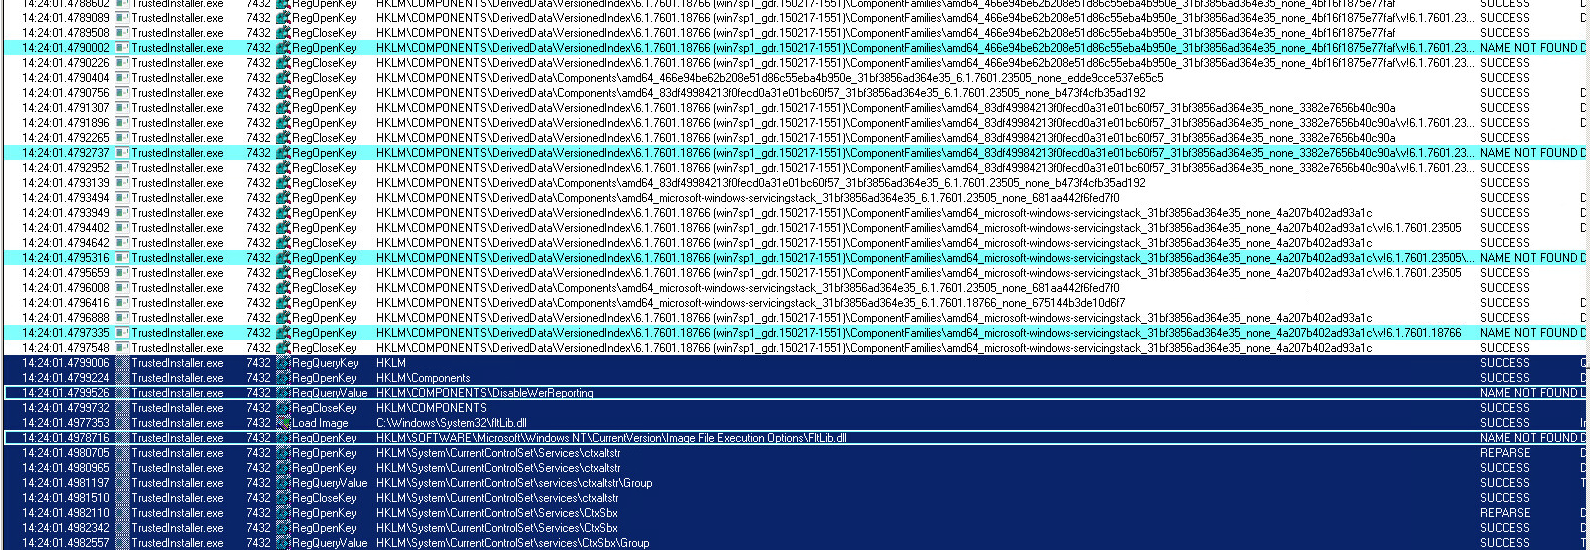 14:24:01.4788602 TrustedInstaller.exe 7432 RegOpenKey HKLM\COMPONENTS\DerivedData\VersionedIndex\6.1.7601.18766 (win7sp1_gdr.150217-1551)\ComponentFamilies\amd64_466e94be62b208e51d86c55eba4b950e_31bf3856ad364e35_none_4bf16f1875e77faf SUCCESS D
14:24:01.4789089 TrustedInstaller.exe 7432 RegOpenKey HKLM\COMPONENTS\DerivedData\VersionedIndex\6.1.7601.18766 (win7sp1_gdr.150217-1551)\ComponentFamilies\amd64_466e94be62b208e51d86c55eba4b950e_31bf3856ad364e35_none_4bf16f1875e77faf\v!6.1.7601.23... SUCCESS D
14:24:01.4789508 TrustedInstaller.exe 7432 RegCloseKey HKLM\COMPONENTS\DerivedData\VersionedIndex\6.1.7601.18766 (win7sp1_gdr.150217-1551)\ComponentFamilies\amd64_466e94be62b208e51d86c55eba4b950e_31bf3856ad364e35_none_4bf16f1875e77faf SUCCESS
14:24:01.4790002 TrustedInstaller.exe 7432 RegOpenKey HKLM\COMPONENTS\DerivedData\VersionedIndex\6.1.7601.18766 (win7sp1_gdr.150217-1551)\ComponentFamilies\amd64_466e94be62b208e51d86c55eba4b950e_31bf3856ad364e35_none_4bf16f1875e77faf\v!6.1.7601.23... NAME NOT FOUND D
14:24:01.4790226 TrustedInstaller.exe 7432 RegCloseKey HKLM\COMPONENTS\DerivedData\VersionedIndex\6.1.7601.18766 (win7sp1_gdr.150217-1551)\ComponentFamilies\amd64_466e94be62b208e51d86c55eba4b950e_31bf3856ad364e35_none_4bf16f1875e77faf\v!6.1.7601.23... SUCCESS
14:24:01.4790404 TrustedInstaller.exe 7432 RegCloseKey HKLM\COMPONENTS\DerivedData\Components\amd64_466e94be62b208e51d86c55eba4b950e_31bf3856ad364e35_6.1.7601.23505_none_edde9cce537e65c5 SUCCESS
14:24:01.4790756 TrustedInstaller.exe 7432 RegOpenKey HKLM\COMPONENTS\DerivedData\Components\amd64_83df49984213f0fecd0a31e01bc60f57_31bf3856ad364e35_6.1.7601.23505_none_b473f4cfb35ad192 SUCCESS D
14:24:01.4791307 TrustedInstaller.exe 7432 RegOpenKey HKLM\COMPONENTS\DerivedData\VersionedIndex\6.1.7601.18766 (win7sp1_gdr.150217-1551)\ComponentFamilies\amd64_83df49984213f0fecd0a31e01bc60f57_31bf3856ad364e35_none_3382e7656b40c90a SUCCESS D
14:24:01.4791896 TrustedInstaller.exe 7432 RegOpenKey HKLM\COMPONENTS\DerivedData\VersionedIndex\6.1.7601.18766 (win7sp1_gdr.150217-1551)\ComponentFamilies\amd64_83df49984213f0fecd0a31e01bc60f57_31bf3856ad364e35_none_3382e7656b40c90a\v!6.1.7601.23... SUCCESS D
14:24:01.4792265 TrustedInstaller.exe 7432 RegCloseKey HKLM\COMPONENTS\DerivedData\VersionedIndex\6.1.7601.18766 (win7sp1_gdr.150217-1551)\ComponentFamilies\amd64_83df49984213f0fecd0a31e01bc60f57_31bf3856ad364e35_none_3382e7656b40c90a SUCCESS
14:24:01.4792737 TrustedInstaller.exe 7432 RegOpenKey HKLM\COMPONENTS\DerivedData\VersionedIndex\6.1.7601.18766 (win7sp1_gdr.150217-1551)\ComponentFamilies\amd64_83df49984213f0fecd0a31e01bc60f57_31bf3856ad364e35_none_3382e7656b40c90a\v!6.1.7601.23... NAME NOT FOUND D
14:24:01.4792952 TrustedInstaller.exe 7432 RegCloseKey HKLM\COMPONENTS\DerivedData\VersionedIndex\6.1.7601.18766 (win7sp1_gdr.150217-1551)\ComponentFamilies\amd64_83df49984213f0fecd0a31e01bc60f57_31bf3856ad364e35_none_3382e7656b40c90a\v!6.1.7601.23... SUCCESS
14:24:01.4793139 TrustedInstaller.exe 7432 RegCloseKey HKLM\COMPONENTS\DerivedData\Components\amd64_83df49984213f0fecd0a31e01bc60f57_31bf3856ad364e35_6.1.7601.23505_none_b473f4cfb35ad192 SUCCESS
14:24:01.4793494 TrustedInstaller.exe 7432 RegOpenKey HKLM\COMPONENTS\DerivedData\Components\amd64_microsoft-windows-servicingstack_31bf3856ad364e35_6.1.7601.23505_none_681aa442f6fed7f0 SUCCESS D
14:24:01.4793949 TrustedInstaller.exe 7432 RegOpenKey HKLM\COMPONENTS\DerivedData\VersionedIndex\6.1.7601.18766 (win7sp1_gdr.150217-1551)\ComponentFamilies\amd64_microsoft-windows-servicingstack_31bf3856ad364e35_none_4a207b402ad93a1c SUCCESS D
14:24:01.4794402 TrustedInstaller.exe 7432 RegOpenKey HKLM\COMPONENTS\DerivedData\VersionedIndex\6.1.7601.18766 (win7sp1_gdr.150217-1551)\ComponentFamilies\amd64_microsoft-windows-servicingstack_31bf3856ad364e35_none_4a207b402ad93a1c\v!6.1.7601.23505 SUCCESS D
14:24:01.4794642 TrustedInstaller.exe 7432 RegCloseKey HKLM\COMPONENTS\DerivedData\VersionedIndex\6.1.7601.18766 (win7sp1_gdr.150217-1551)\ComponentFamilies\amd64_microsoft-windows-servicingstack_31bf3856ad364e35_none_4a207b402ad93a1c SUCCESS
14:24:01.4795316 TrustedInstaller.exe 7432 RegOpenKey HKLM\COMPONENTS\DerivedData\VersionedIndex\6.1.7601.18766 (win7sp1_gdr.150217-1551)\ComponentFamilies\amd64_microsoft-windows-servicingstack_31bf3856ad364e35_none_4a207b402ad93a1c\v!6.1.7601.23505\... NAME NOT FOUND D
14:24:01.4795659 TrustedInstaller.exe 7432 RegCloseKey HKLM\COMPONENTS\DerivedData\VersionedIndex\6.1.7601.18766 (win7sp1_gdr.150217-1551)\ComponentFamilies\amd64_microsoft-windows-servicingstack_31bf3856ad364e35_none_4a207b402ad93a1c\v!6.1.7601.23505 SUCCESS
14:24:01.4796008 TrustedInstaller.exe 7432 RegCloseKey HKLM\COMPONENTS\DerivedData\Components\amd64_microsoft-windows-servicingstack_31bf3856ad364e35_6.1.7601.23505_none_681aa442f6fed7f0 SUCCESS
14:24:01.4796416 TrustedInstaller.exe 7432 RegOpenKey HKLM\COMPONENTS\DerivedData\Components\amd64_microsoft-windows-servicingstack_31bf3856ad364e35_6.1.7601.18766_none_675144b3de10d6f7 SUCCESS D
14:24:01.4796888 TrustedInstaller.exe 7432 RegOpenKey HKLM\COMPONENTS\DerivedData\VersionedIndex\6.1.7601.18766 (win7sp1_gdr.150217-1551)\ComponentFamilies\amd64_microsoft-windows-servicingstack_31bf3856ad364e35_none_4a207b402ad93a1c SUCCESS D
14:24:01.4797335 TrustedInstaller.exe 7432 RegOpenKey HKLM\COMPONENTS\DerivedData\VersionedIndex\6.1.7601.18766 (win7sp1_gdr.150217-1551)\ComponentFamilies\amd64_microsoft-windows-servicingstack_31bf3856ad364e35_none_4a207b402ad93a1c\v!6.1.7601.18766 NAME NOT FOUND D
14:24:01.4797548 TrustedInstaller.exe 7432 RegCloseKey HKLM\COMPONENTS\DerivedData\VersionedIndex\6.1.7601.18766 (win7sp1_gdr.150217-1551)\ComponentFamilies\amd64_microsoft-windows-servicingstack_31bf3856ad364e35_none_4a207b402ad93a1c SUCCESS
14:24:01.4799006 TrustedInstaller.exe 7432 RegQueryKey HKLM SUCCESS Q
14:24:01.4799224 TrustedInstaller.exe 7432 RegOpenKey HKLM\Components SUCCESS D
14:24:01.4799526 TrustedInstaller.exe 7432 RegQueryValue HKLM\COMPONENTS\DisableWerReporting NAME NOT FOUND L
14:24:01.4799732 TrustedInstaller.exe 7432 RegCloseKey HKLM\COMPONENTS SUCCESS
14:24:01.4977353 TrustedInstaller.exe 7432 Load Image C:\Windows\System32\fltLib.dll SUCCESS In
14:24:01.4978716 TrustedInstaller.exe 7432 RegOpenKey HKLM\SOFTWARE\Microsoft\Windows NT\CurrentVersion\Image File Execution Options\FltLib.dll NAME NOT FOUND D
14:24:01.4980705 TrustedInstaller.exe 7432 RegOpenKey HKLM\System\CurrentControlSet\Services\ctxaltstr REPARSE D
14:24:01.4980965 TrustedInstaller.exe 7432 RegOpenKey HKLM\System\CurrentControlSet\services\ctxaltstr SUCCESS D
14:24:01.4981197 TrustedInstaller.exe 7432 RegQueryValue HKLM\System\CurrentControlSet\services\ctxaltstr\Group SUCCESS T
14:24:01.4981510 TrustedInstaller.exe 7432 RegCloseKey HKLM\System\CurrentControlSet\services\ctxaltstr SUCCESS
14:24:01.4982110 TrustedInstaller.exe 7432 RegOpenKey HKLM\System\CurrentControlSet\Services\CtxSbx REPARSE D
14:24:01.4982342 TrustedInstaller.exe 7432 RegOpenKey HKLM\System\CurrentControlSet\services\CtxSbx SUCCESS D
14:24:01.4982557 TrustedInstaller.exe 7432 RegQueryValue HKLM\System\CurrentControlSet\services\CtxSbx\Group SUCCESS T